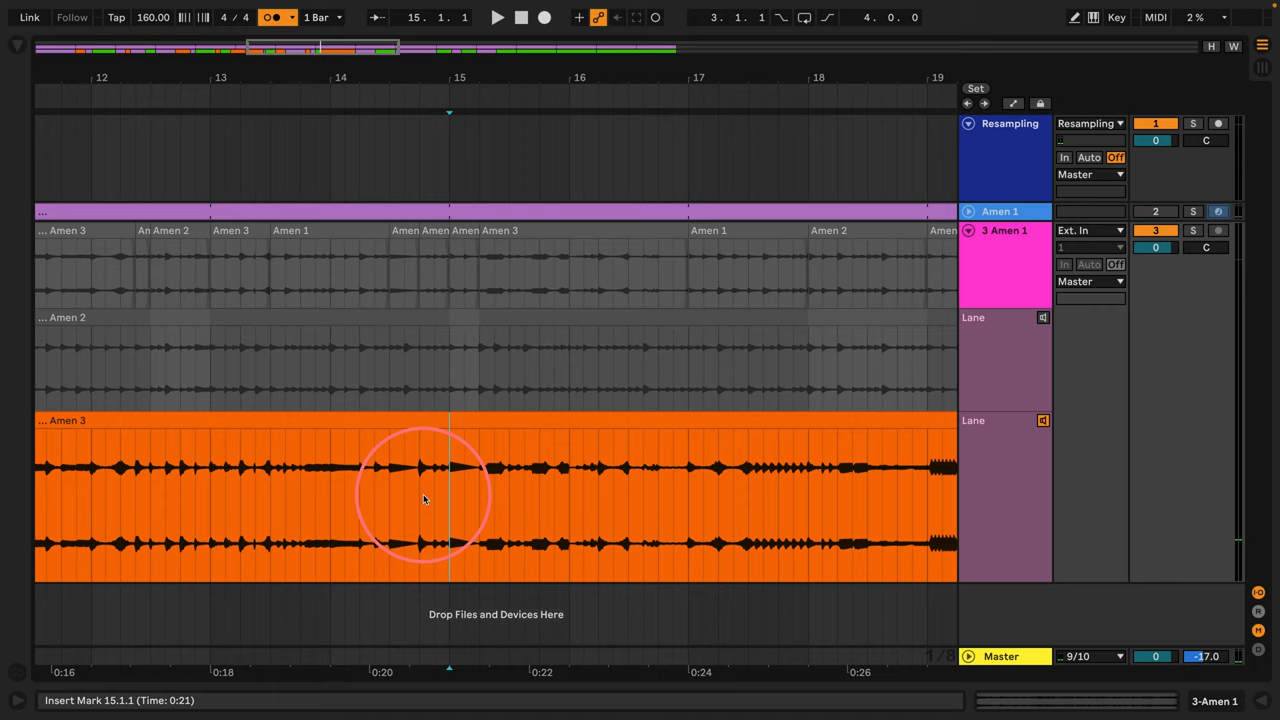 Link Follow Tap 160.00 4 / 4 1 Bar 15. 1. 1 3. 1. 1 4. 0. 0 Key MIDI 2 %
H W
12 13 14 15 16 17 18 19
Set
Resampling Resampling 1 S
0 C
In Auto Off
Master
... Amen 1 2 S
... Amen 3 An Amen 2 Amen 3 Amen 1 Amen Amen Amen Amen 3 Amen 1 Amen 2 Amen 3 Amen 1 Ext. In 3 S
1 0 C
In Auto Off
Master
... Amen 2 Lane
... Amen 3 Lane
Drop Files and Devices Here
I·O
R
M
D
1/8 Master 9/10 0 -17.0
0:16 0:18 0:20 0:22 0:24 0:26
Insert Mark 15.1.1 (Time: 0:21) 3-Amen 1